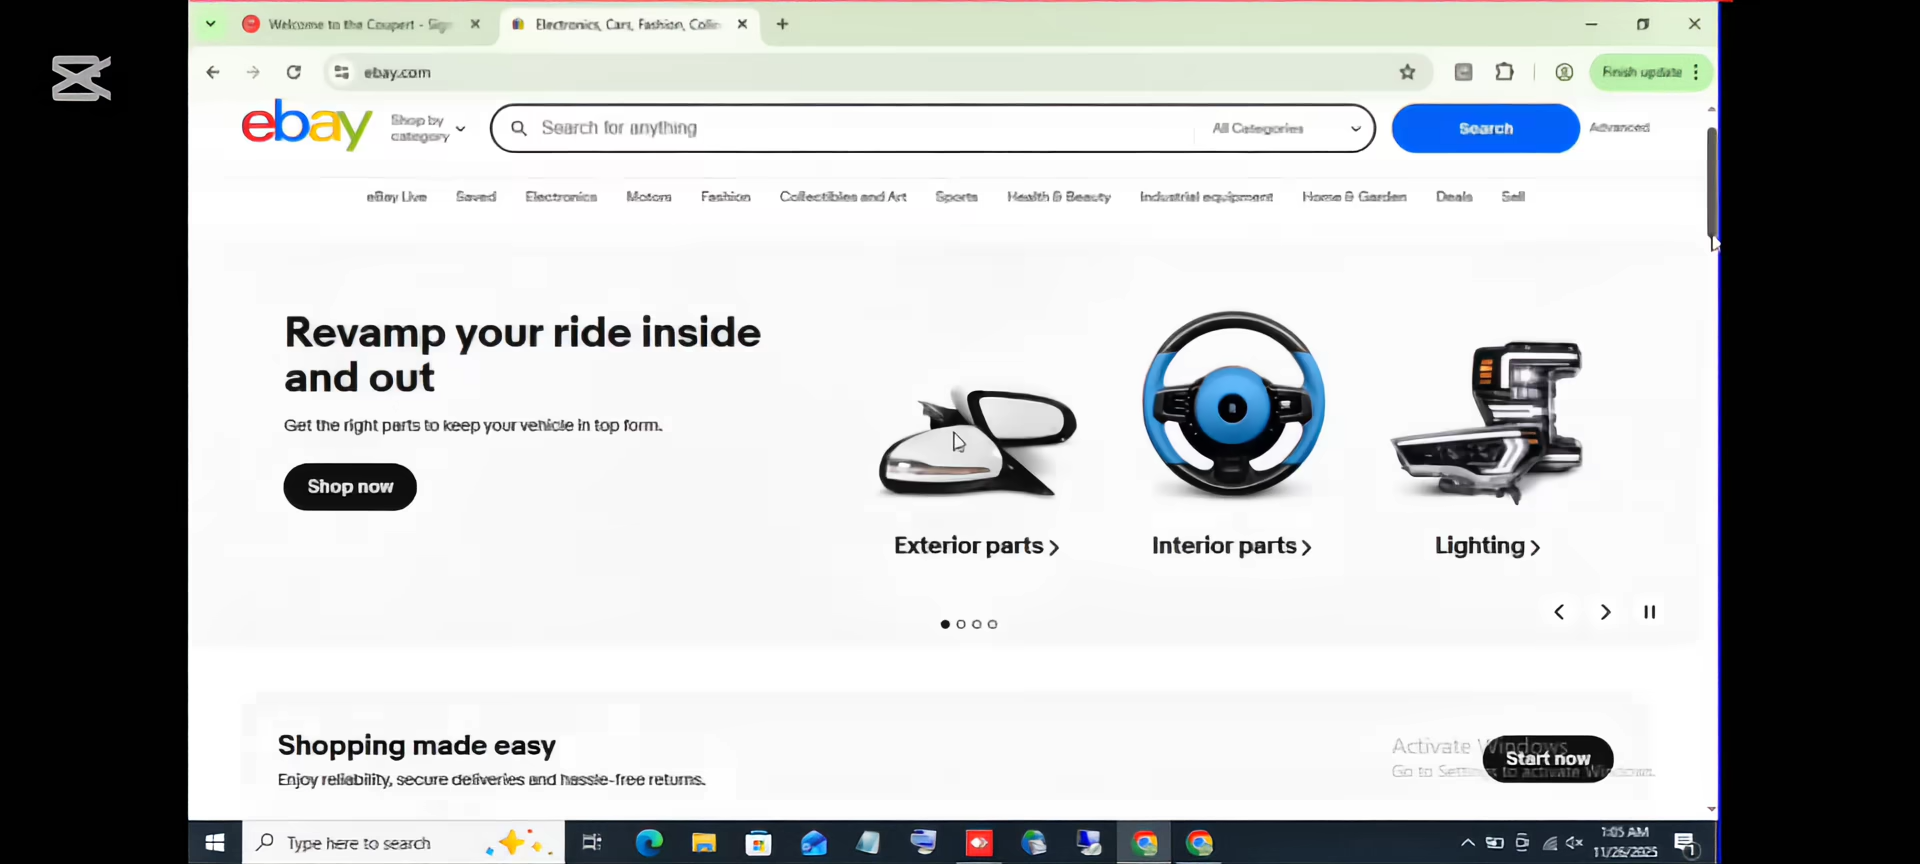 Welcome to the Coupert - Sig
Electronics, Cars, Fashion, Colle
ebay.com
Finish update
ebay
Shop by
category
Search for anything
All Categories
Search
Advanced
eBay Live
Saved
Electronics
Motors
Fashion
Collectibles and Art
Sports
Health & Beauty
Industrial equipment
Home & Garden
Deals
Sell
Revamp your ride inside
and out
Get the right parts to keep your vehicle in top form.
Shop now
Exterior parts
Interior parts
Lighting
Shopping made easy
Enjoy reliability, secure deliveries and hassle-free returns.
Start now
Activate Windows
Go to Settings to activate Windows.
Type here to search
1:05 AM
11/26/2025
1